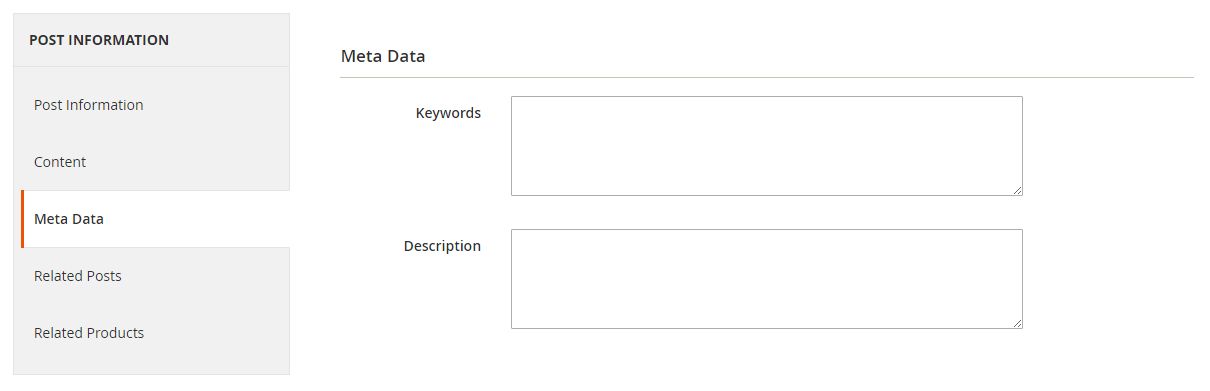 POST INFORMATION
Post Information
Content
Meta Data
Related Posts
Related Products
Meta Data
Keywords
Description